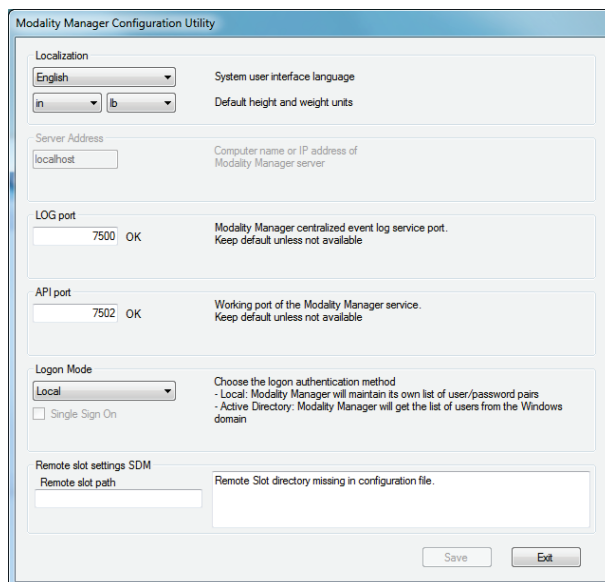 Modality Manager Configuration Utility
Localization
English
System user interface language
in
lb
Default height and weight units
Server Address
localhost
Computer name or IP address of
Modality Manager server
LOG port
7500
OK
Modality Manager centralized event log service port.
Keep default unless not available
API port
7502
OK
Working port of the Modality Manager service.
Keep default unless not available
Logon Mode
Local
Single Sign On
Choose the logon authentication method
- Local: Modality Manager will maintain its own list of user/password pairs
- Active Directory: Modality Manager will get the list of users from the Windows
domain
Remote slot settings SDM
Remote slot path
Remote Slot directory missing in configuration file.
Save
Exit